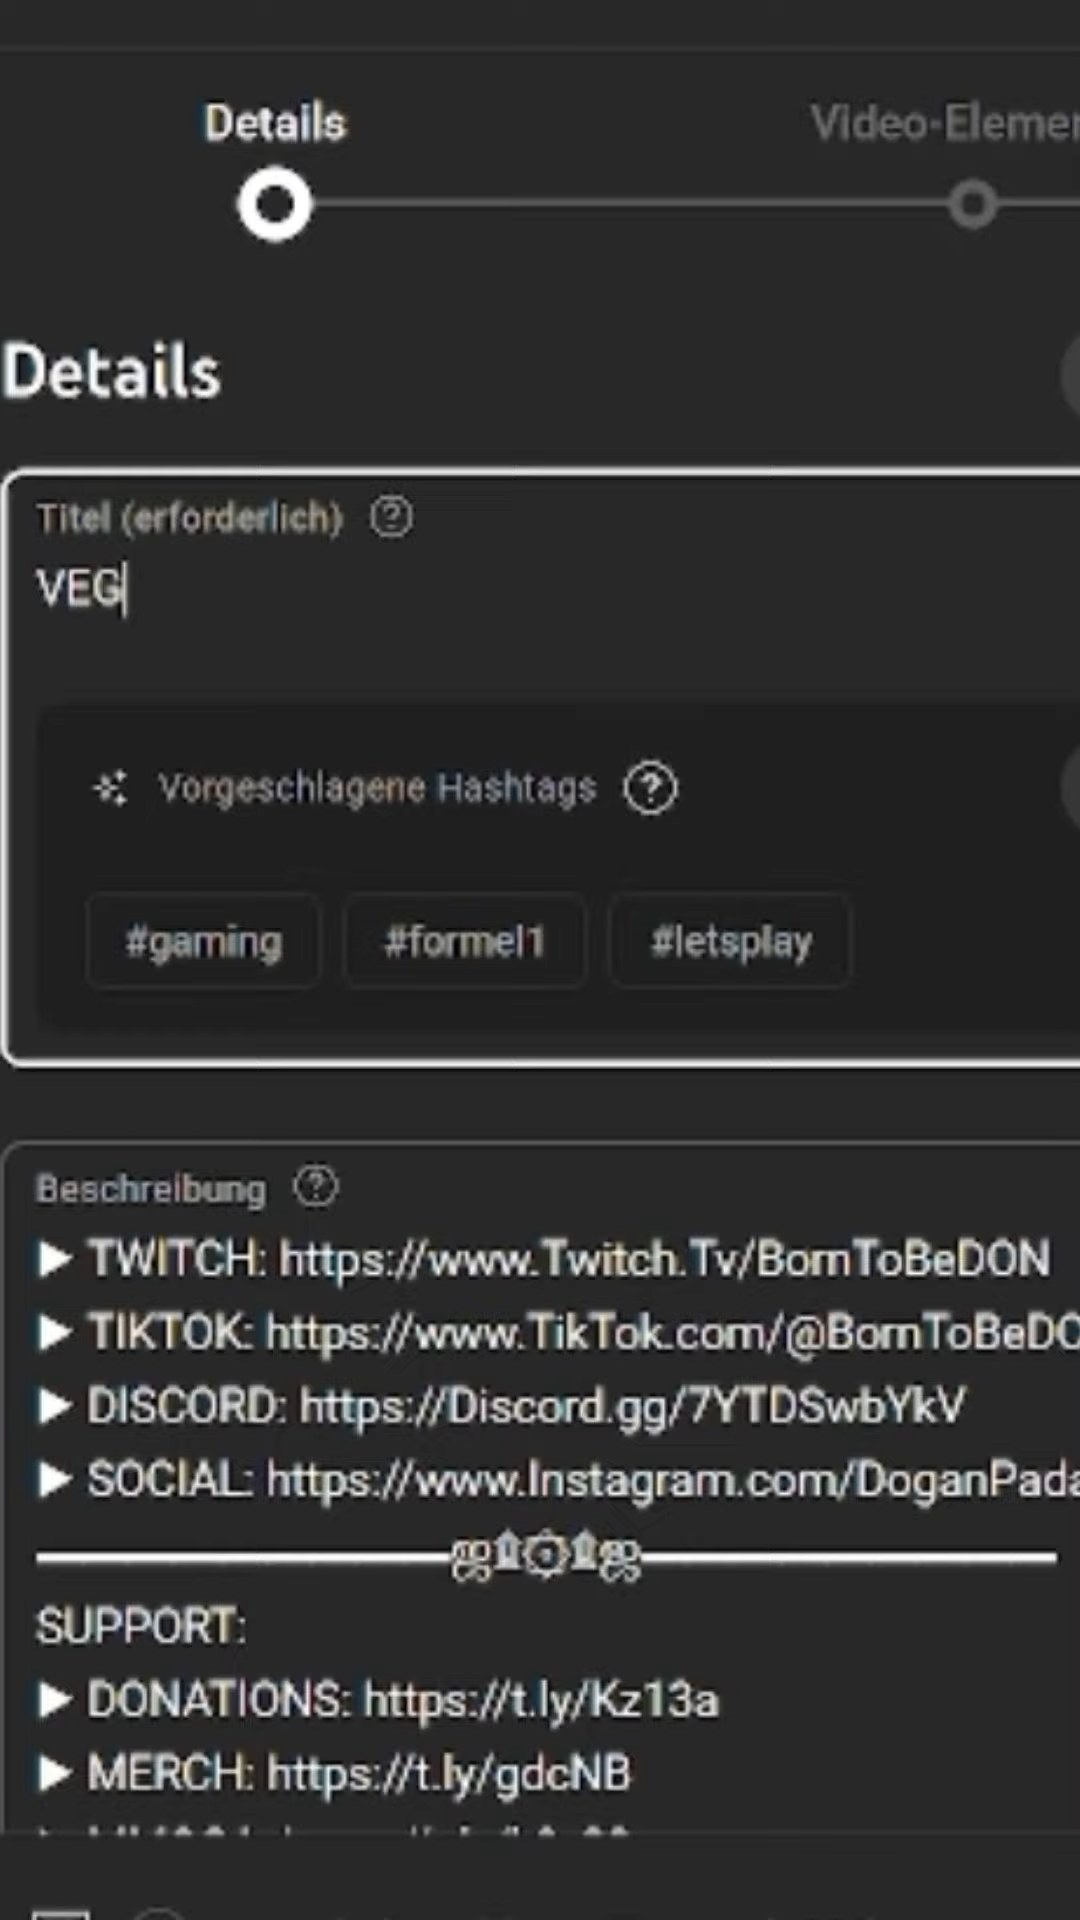 Details
Video-Elemen
Details
Titel (erforderlich)
VEG
Vorgeschlagene Hashtags
#gaming #formel1 #letsplay
Beschreibung
▶ TWITCH: https://www.Twitch.Tv/BornToBeDON
▶ TIKTOK: https://www.TikTok.com/@BornToBeDO
▶ DISCORD: https://Discord.gg/7YTDSwbYkV
▶ SOCIAL: https://www.Instagram.com/DoganPada
SUPPORT:
▶ DONATIONS: https://t.ly/Kz13a
▶ MERCH: https://t.ly/gdcNB